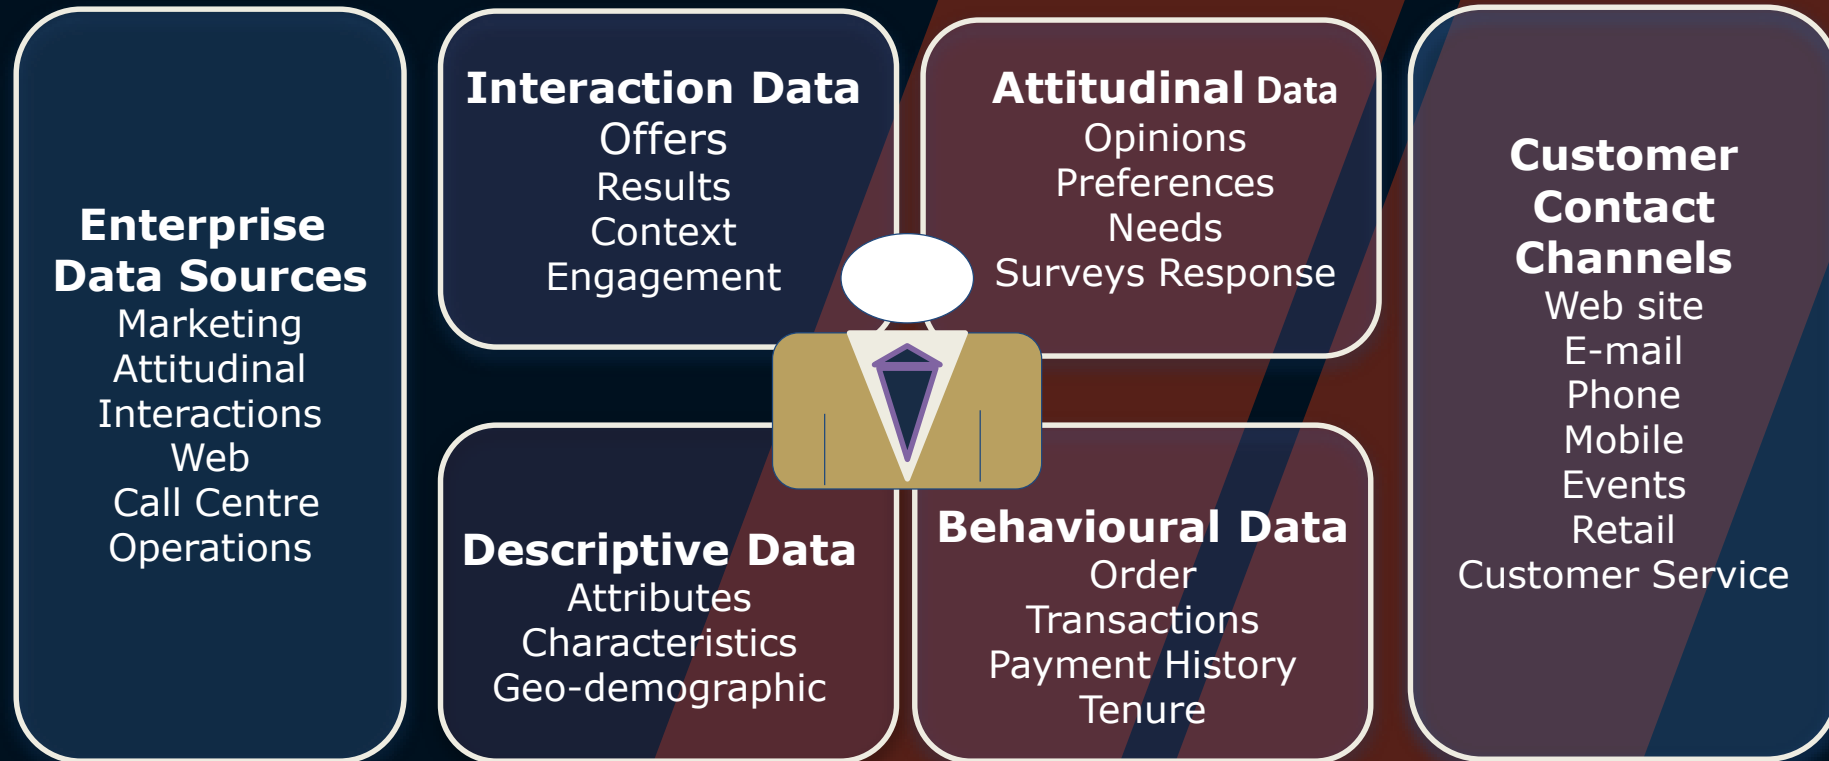 Enterprise
Data Sources
Marketing
Attitudinal
Interactions
Web
Call Centre
Operations
Interaction Data
Offers
Results
Context
Engagement
Attitudinal Data
Opinions
Preferences
Needs
Surveys Response
Descriptive Data
Attributes
Characteristics
Geo-demographic
Behavioural Data
Order
Transactions
Payment History
Tenure
Customer
Contact
Channels
Web site
E-mail
Phone
Mobile
Events
Retail
Customer Service